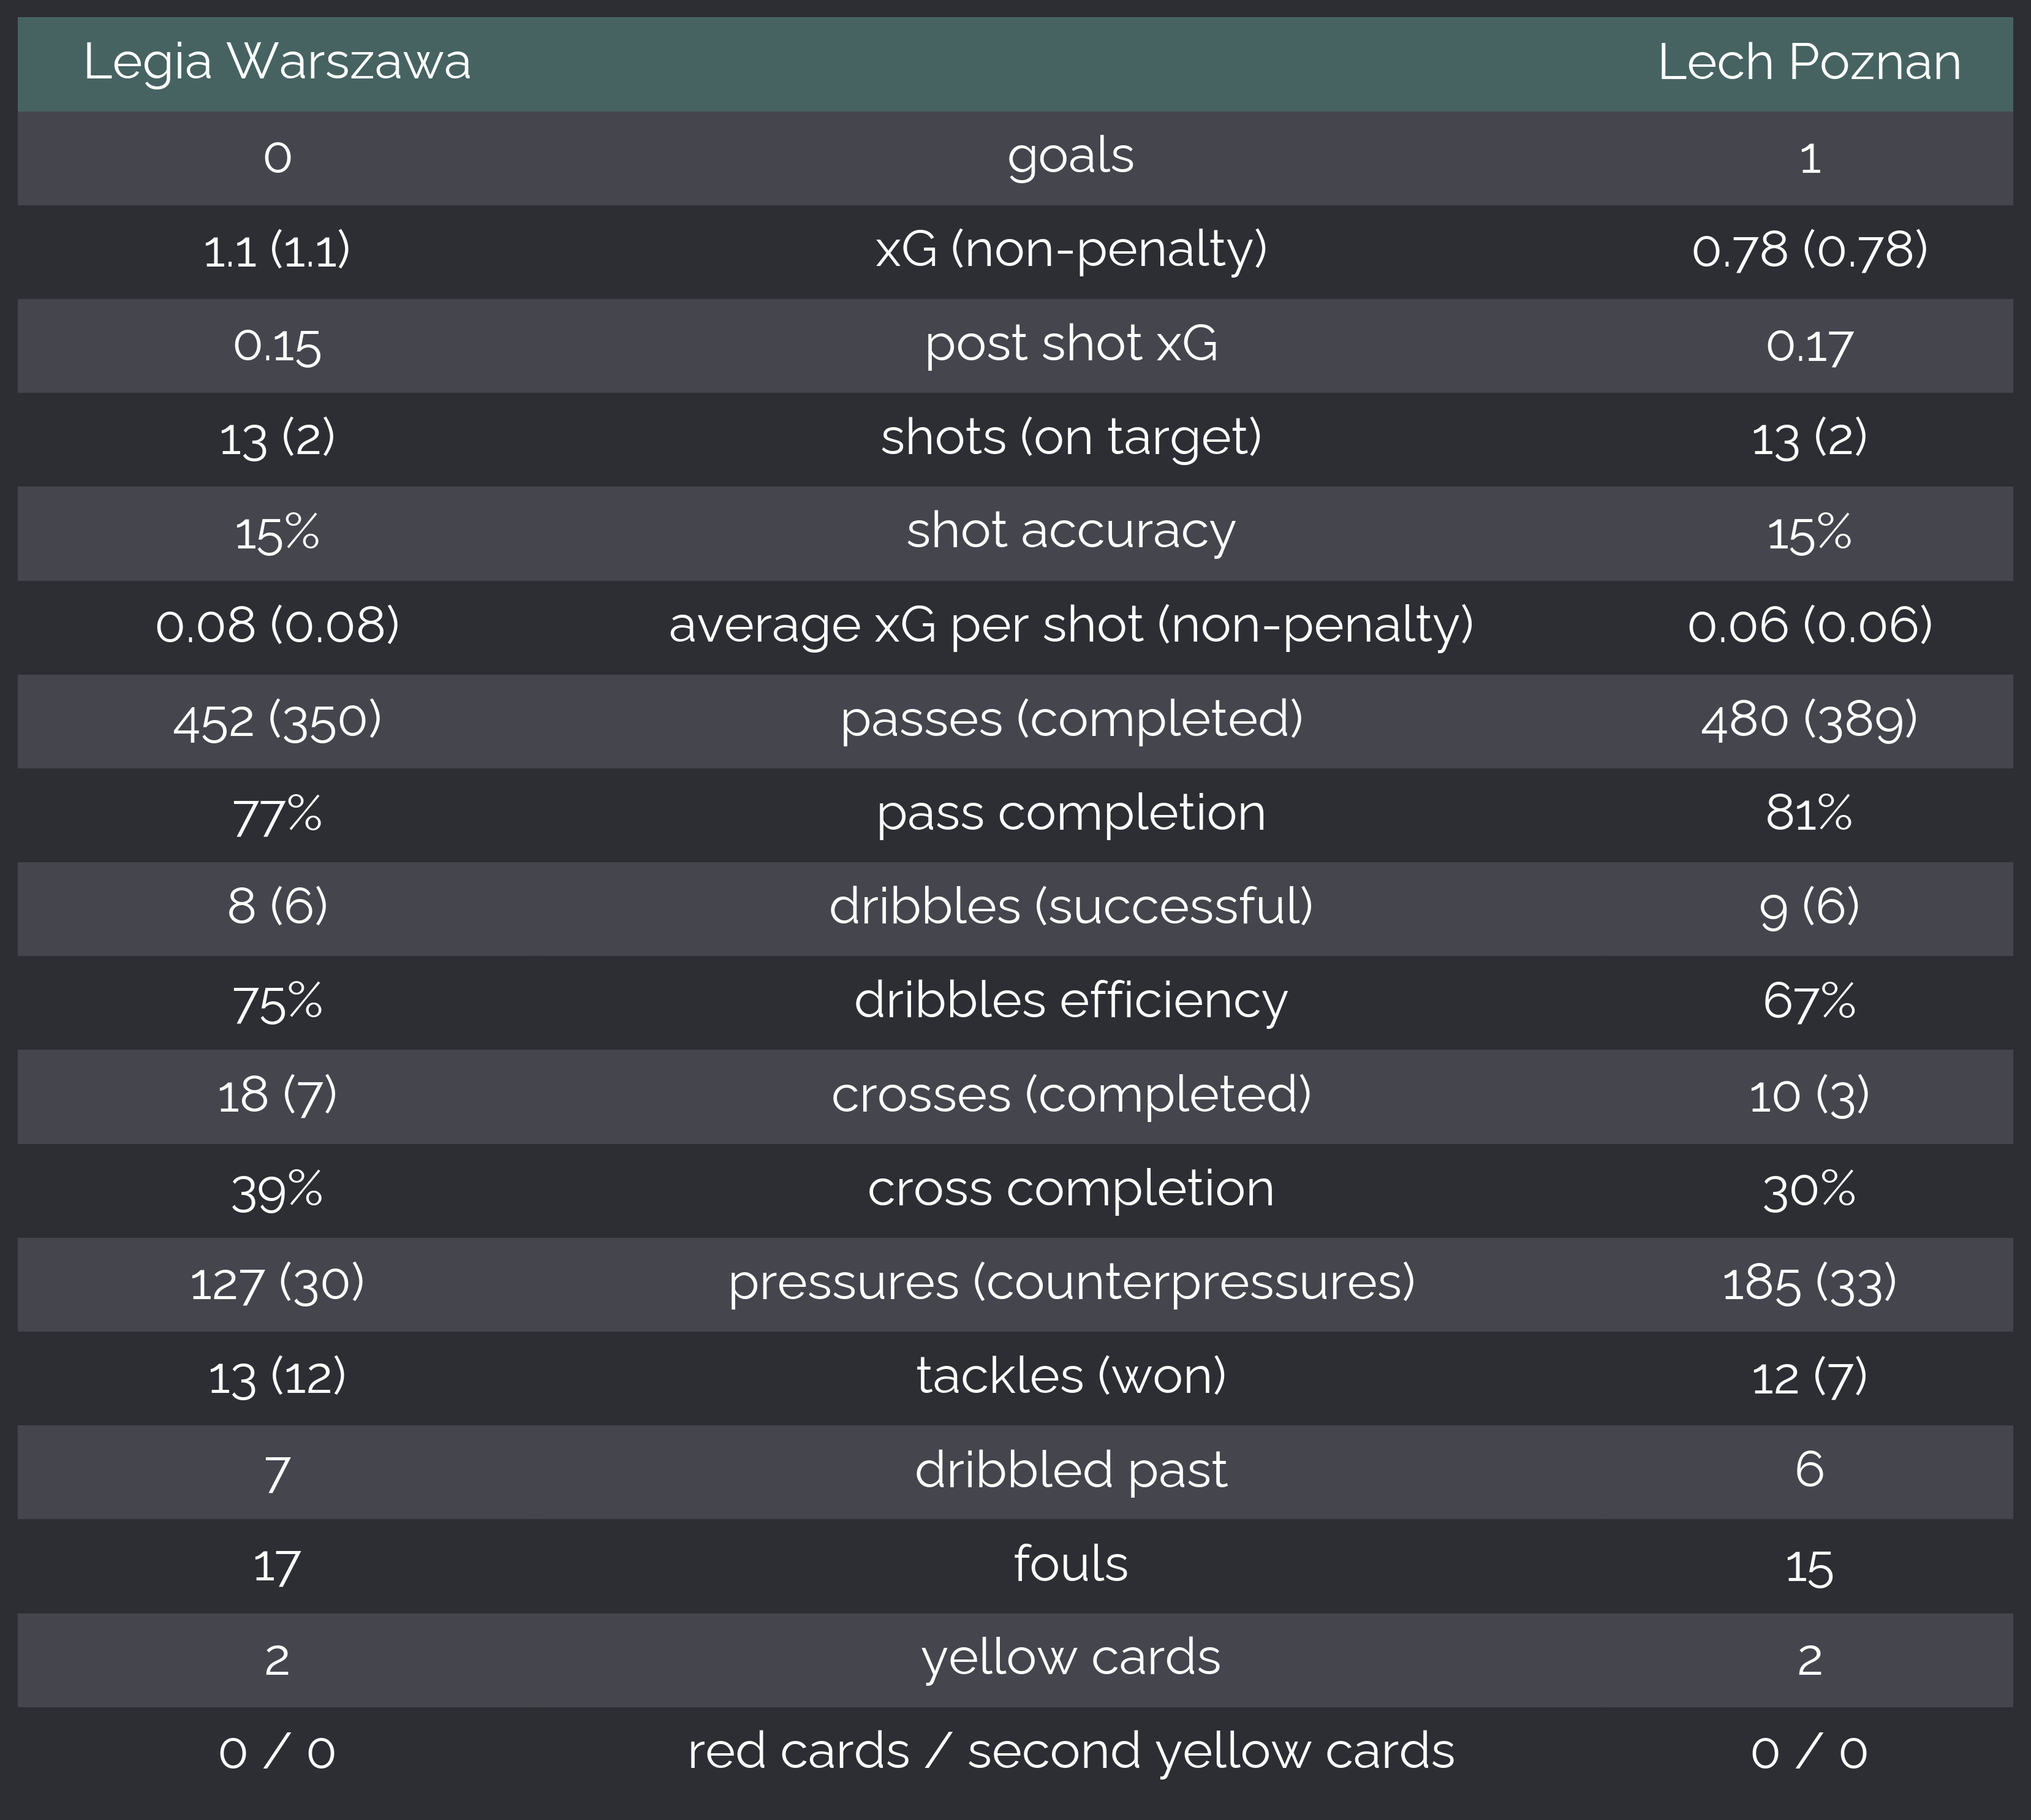 Legia Warszawa Lech Poznan
0 goals 1
1.1 (1.1) xG (non-penalty) 0.78 (0.78)
0.15 post shot xG 0.17
13 (2) shots (on target) 13 (2)
15% shot accuracy 15%
0.08 (0.08) average xG per shot (non-penalty) 0.06 (0.06)
452 (350) passes (completed) 480 (389)
77% pass completion 81%
8 (6) dribbles (successful) 9 (6)
75% dribbles efficiency 67%
18 (7) crosses (completed) 10 (3)
39% cross completion 30%
127 (30) pressures (counterpressures) 185 (33)
13 (12) tackles (won) 12 (7)
7 dribbled past 6
17 fouls 15
2 yellow cards 2
0 / 0 red cards / second yellow cards 0 / 0